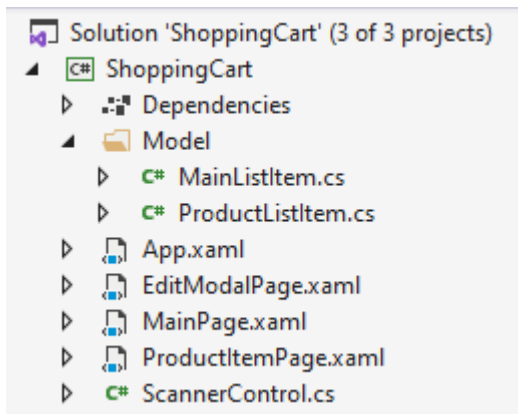 Solution 'ShoppingCart' (3 of 3 projects)
C# ShoppingCart
Dependencies
Model
C# MainListItem.cs
C# ProductListItem.cs
App.xaml
EditModalPage.xaml
MainPage.xaml
ProductItemPage.xaml
C# ScannerControl.cs